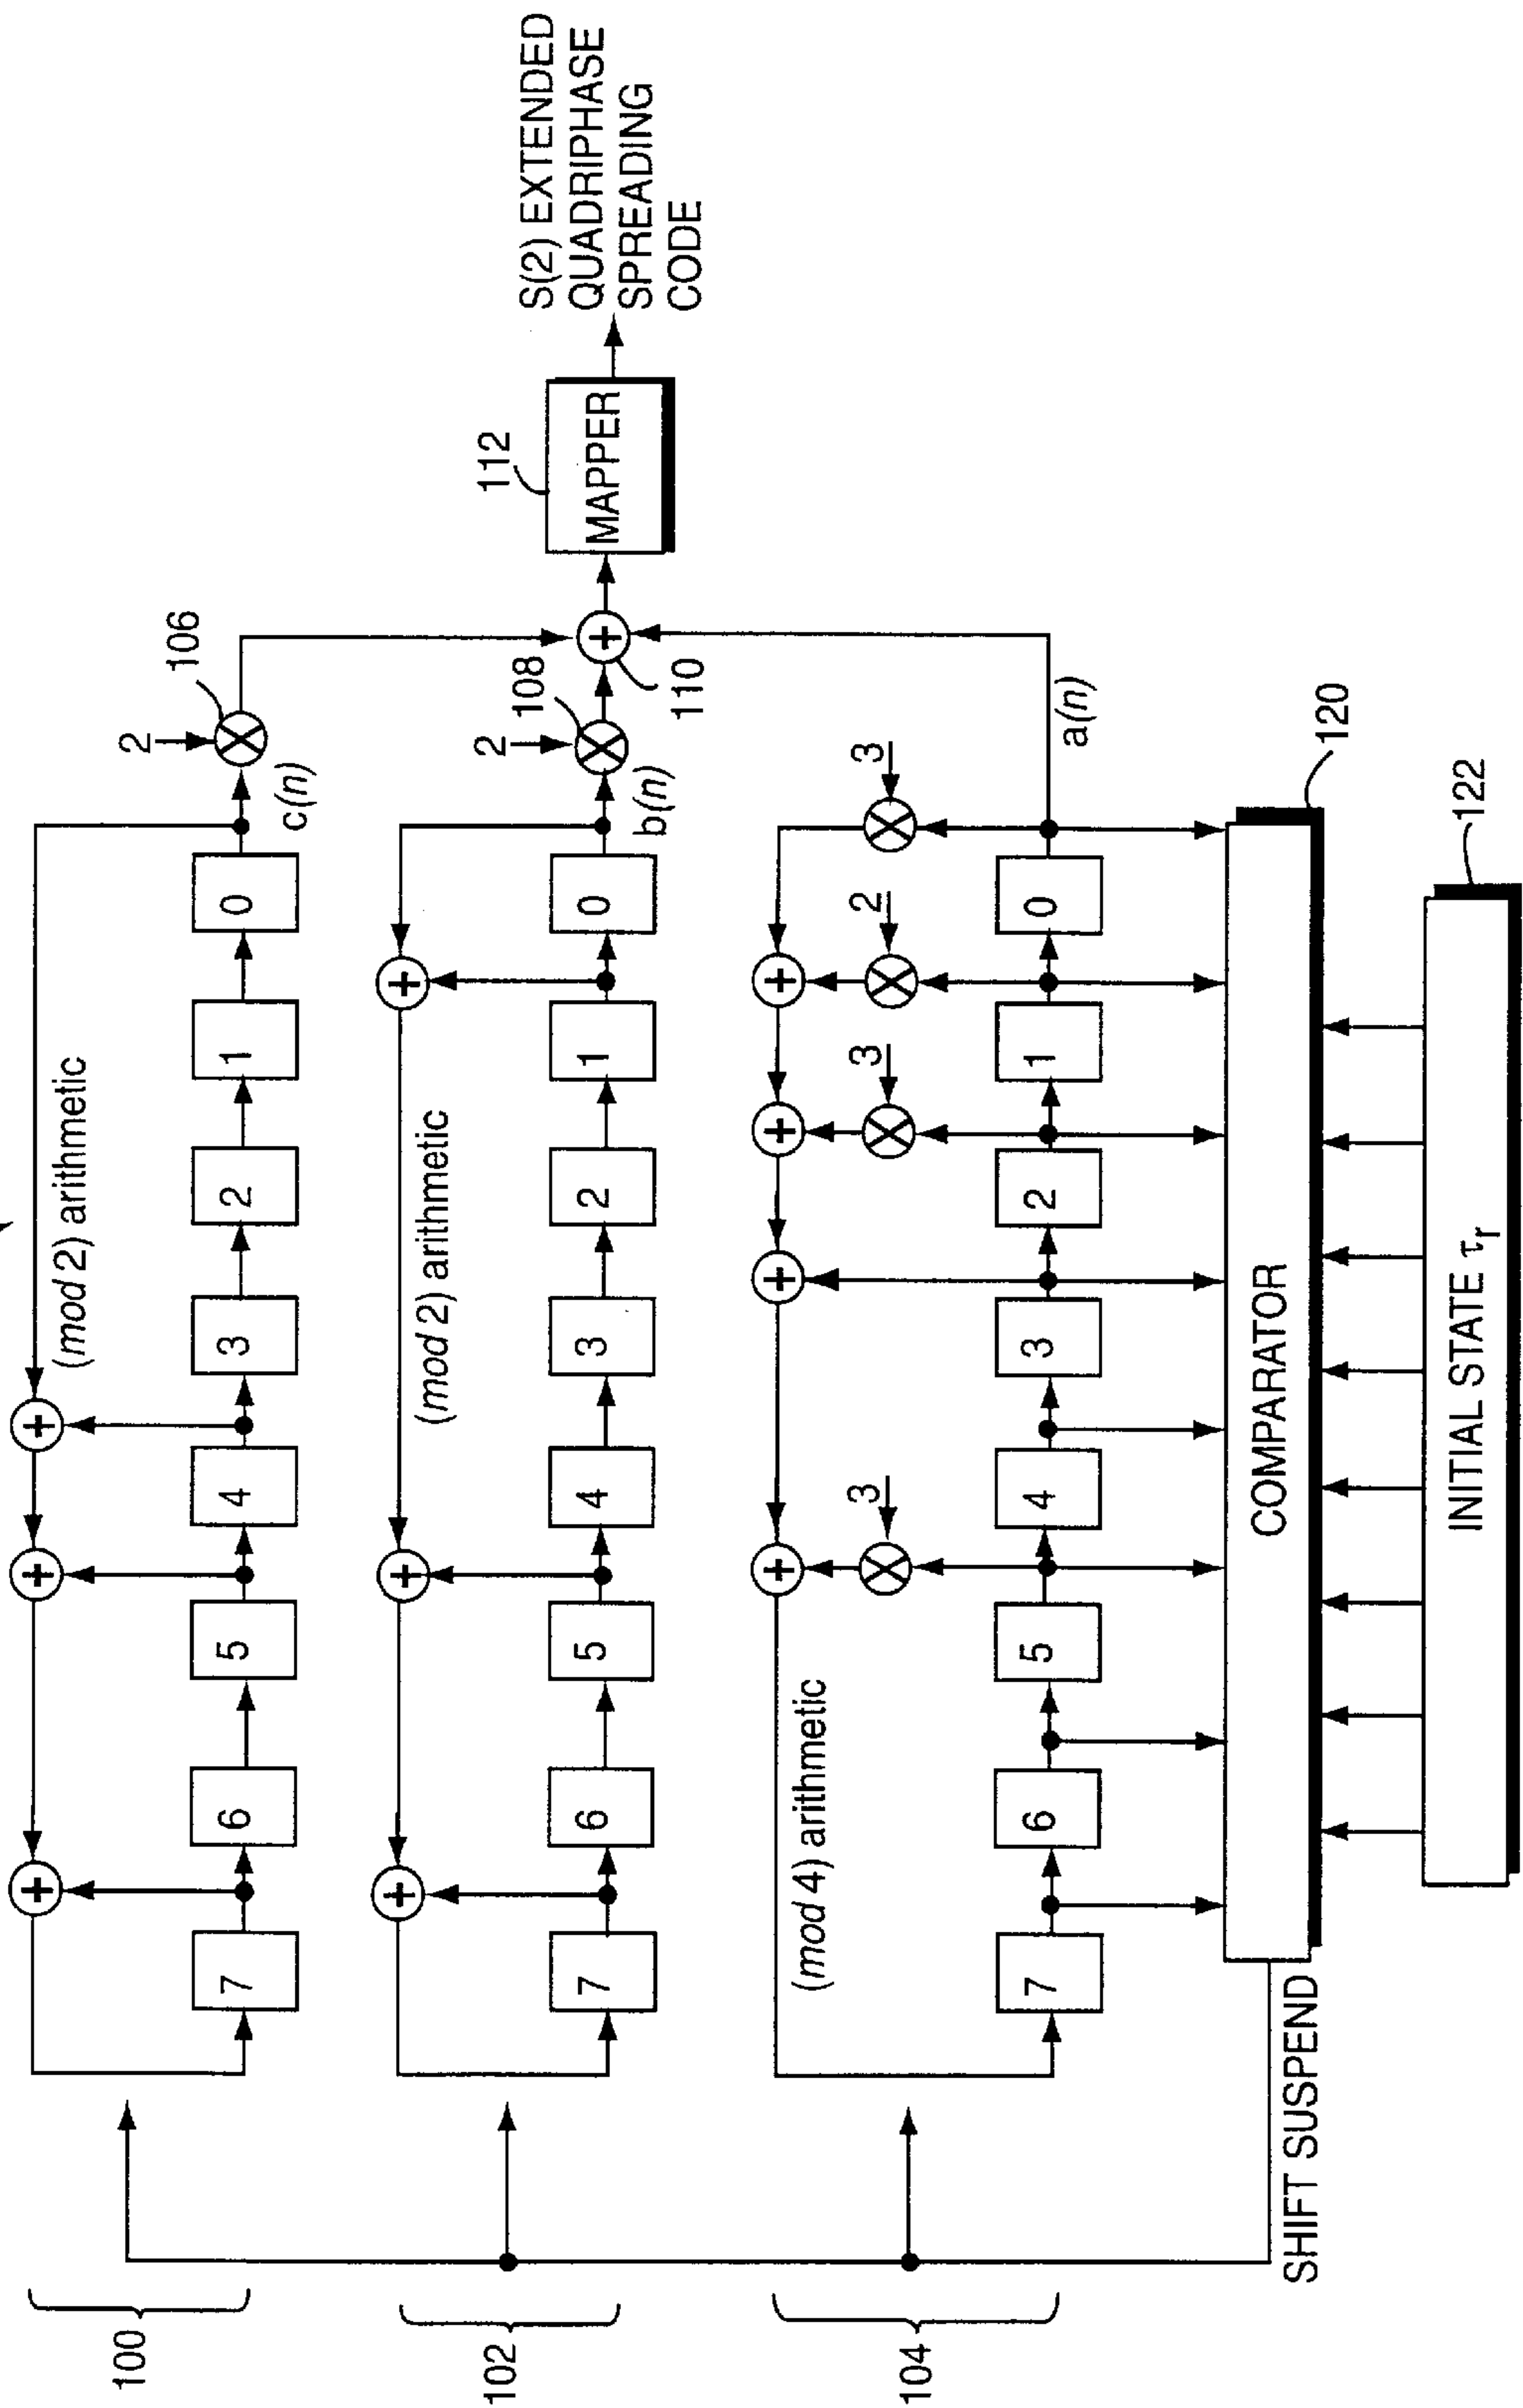 100
(mod 2) arithmetic
7
6
5
4
3
2
1
0
c(n)
2
106
102
(mod 2) arithmetic
7
6
5
4
3
2
1
0
b(n)
2
108
110
112
MAPPER
S(2) EXTENDED
QUADRIPHASE
SPREADING
CODE
104
(mod 4) arithmetic
3
3
2
3
7
6
5
4
3
2
1
0
a(n)
SHIFT SUSPEND
COMPARATOR
120
INITIAL STATE τr
122